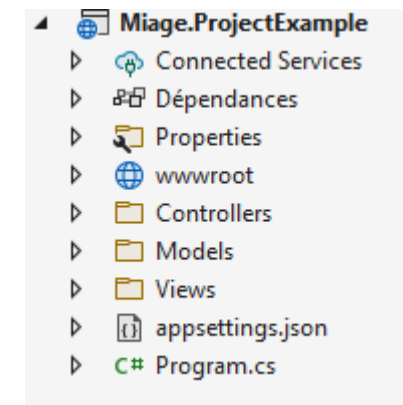 Miage.ProjectExample
Connected Services
Dépendances
Properties
wwwroot
Controllers
Models
Views
appsettings.json
C# Program.cs